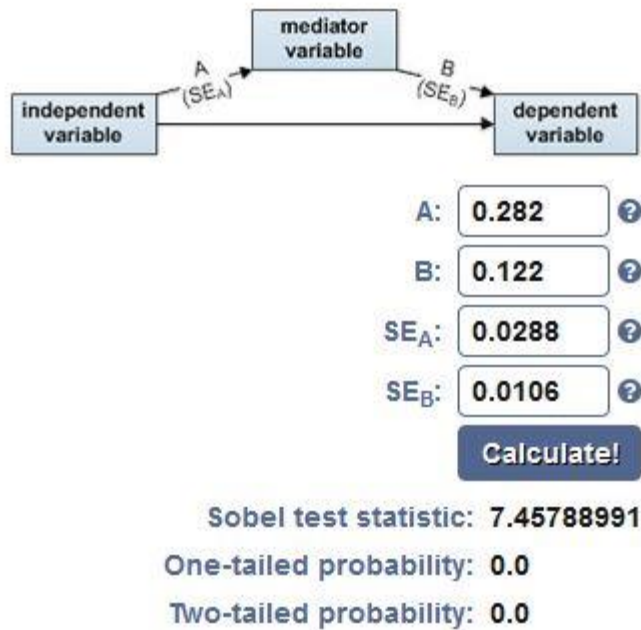 mediator
variable
A
(SEA)
B
(SEB)
independent
variable
dependent
variable
A: 0.282 ?
B: 0.122 ?
SEA: 0.0288 ?
SEB: 0.0106 ?
Calculate!
Sobel test statistic: 7.45788991
One-tailed probability: 0.0
Two-tailed probability: 0.0